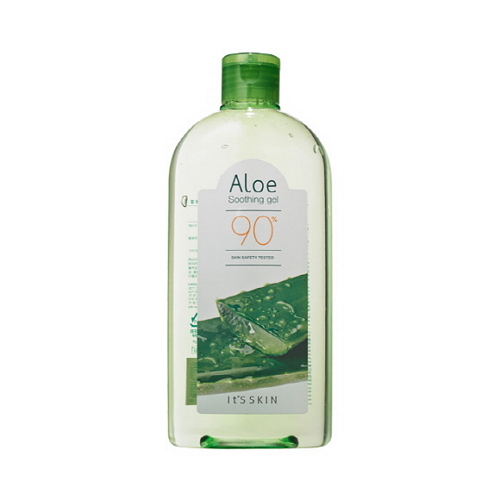 Aloe
Soothing gel
90%
SKIN SAFETY TESTED
It'S SKIN